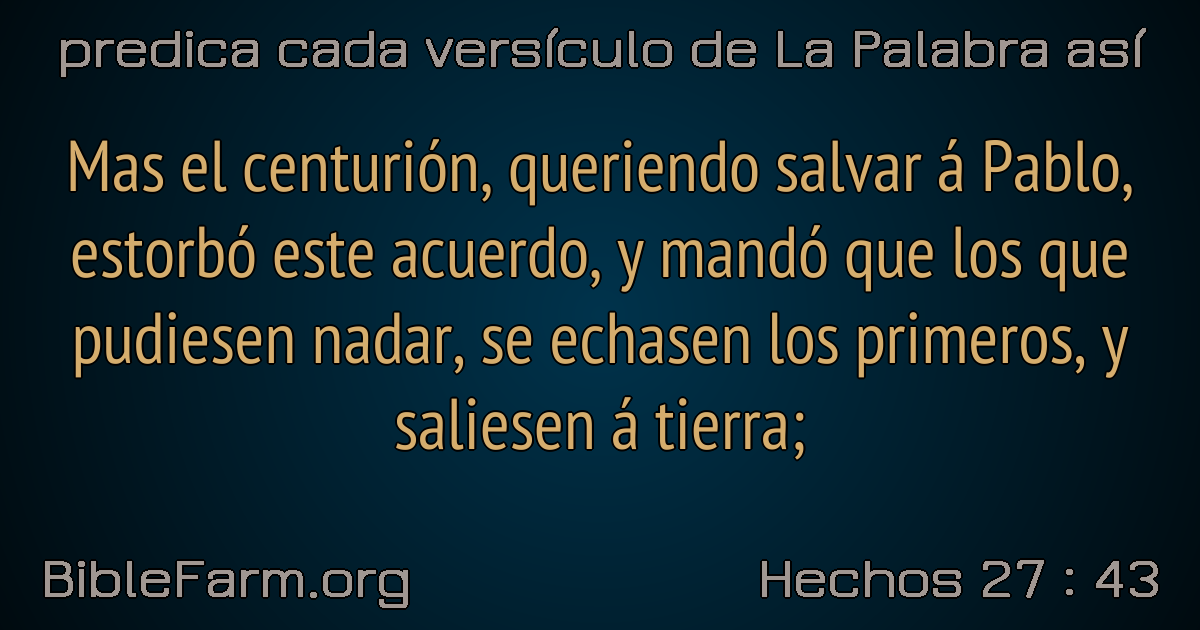 predica cada versículo de La Palabra así
Mas el centurión, queriendo salvar á Pablo,
estorbó este acuerdo, y mandó que los que
pudiesen nadar, se echasen los primeros, y
saliesen á tierra;
BibleFarm.org
Hechos 27 : 43